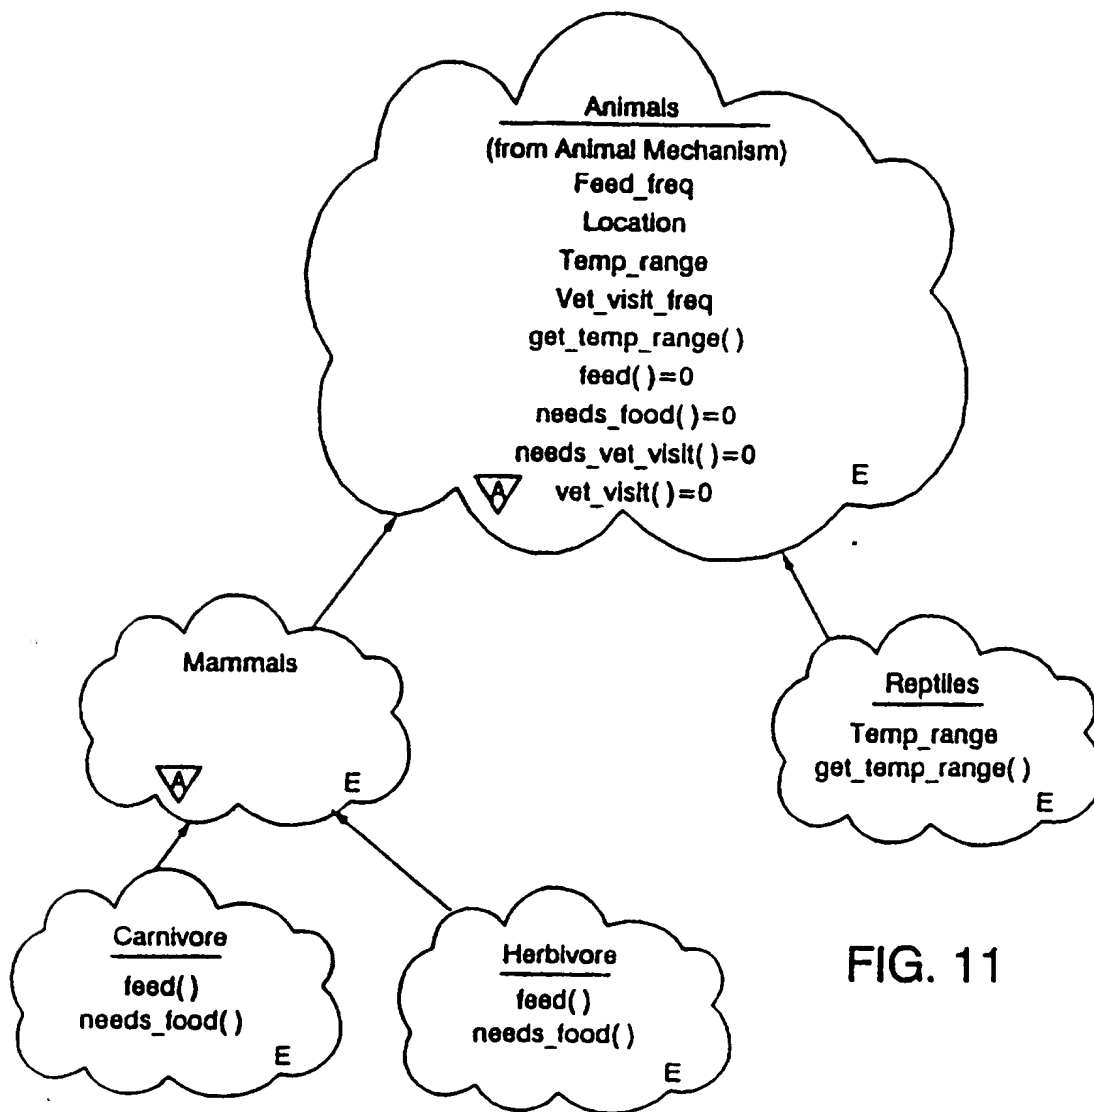 Animals
(from Animal Mechanism)
Feed_freq
Location
Temp_range
Vet_visit_freq
get_temp_range()
feed()=0
needs_food()=0
needs_vet_visit()=0
vet_visit()=0
A
E
Mammals
A
E
Reptiles
Temp_range
get_temp_range()
E
Carnivore
feed()
needs_food()
E
Herbivore
feed()
needs_food()
E
FIG. 11